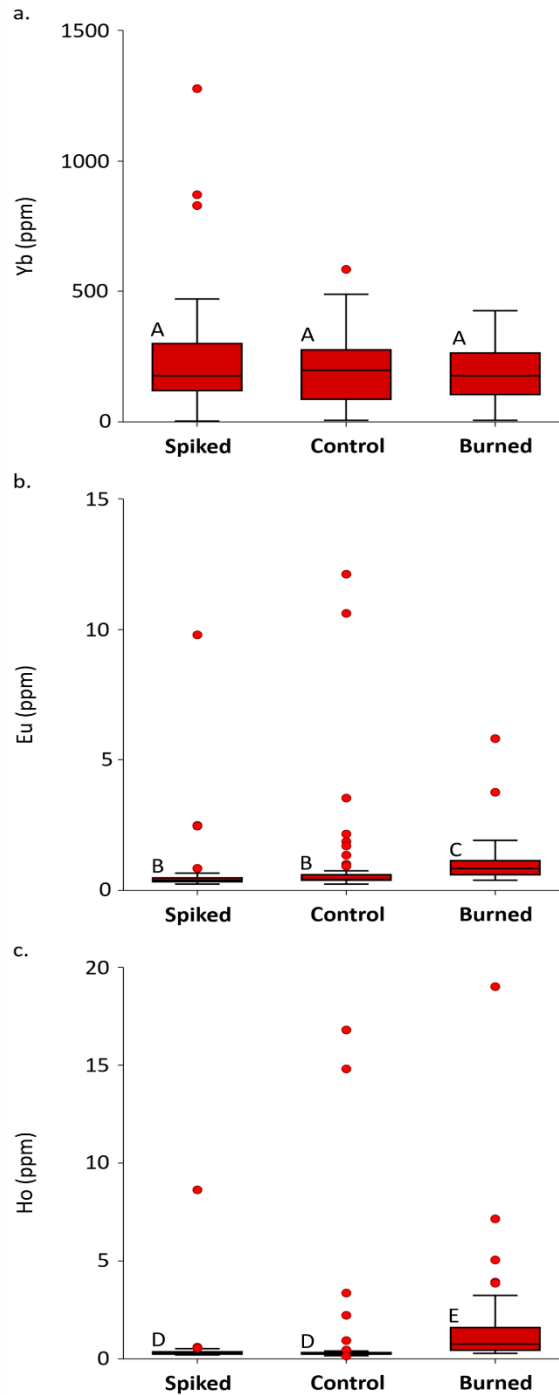 a.
1500
1000
500
0
Yb (ppm)
A
A
A
Spiked Control Burned
b.
15
10
5
0
Eu (ppm)
B
B
C
Spiked Control Burned
c.
20
15
10
5
0
Ho (ppm)
D
D
E
Spiked Control Burned